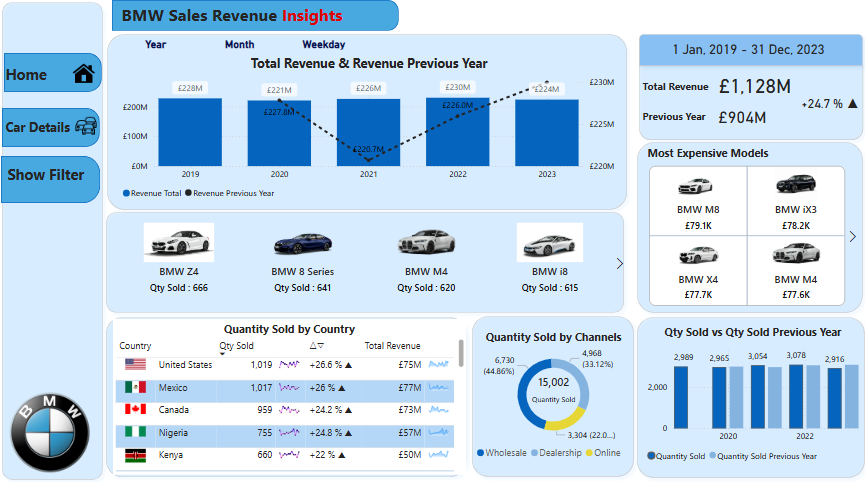 BMW Sales Revenue Insights
Home
Car Details
Show Filter
BMW
Year Month Weekday
Total Revenue & Revenue Previous Year
£228M £221M £226M £230M £224M
£200M
£100M
£0M
£230M
£225M
£220M
£227.8M £220.7M £226.0M
2019 2020 2021 2022 2023
Revenue Total Revenue Previous Year
1 Jan, 2019 - 31 Dec, 2023
Total Revenue £1,128M
+24.7 % ▲
Previous Year £904M
Most Expensive Models
BMW M8 BMW iX3
£79.1K £78.2K
BMW X4 BMW M4
£77.7K £77.6K
BMW Z4 BMW 8 Series BMW M4 BMW i8
Qty Sold : 666 Qty Sold : 641 Qty Sold : 620 Qty Sold : 615
Quantity Sold by Country
Country Qty Sold △▽ Total Revenue
United States 1,019 +26.6 % ▲ £75M
Mexico 1,017 +26 % ▲ £77M
Canada 959 +24.2 % ▲ £73M
Nigeria 755 +24.8 % ▲ £57M
Kenya 660 +22 % ▲ £50M
Quantity Sold by Channels
6,730
(44.86%)
4,968
(33.12%)
15,002
Quantity Sold
3,304 (22.0...)
Wholesale Dealership Online
Qty Sold vs Qty Sold Previous Year
2,989 2,965 3,054 3,078 2,916
2,000
0
2020 2022
Quantity Sold Quantity Sold Previous Year